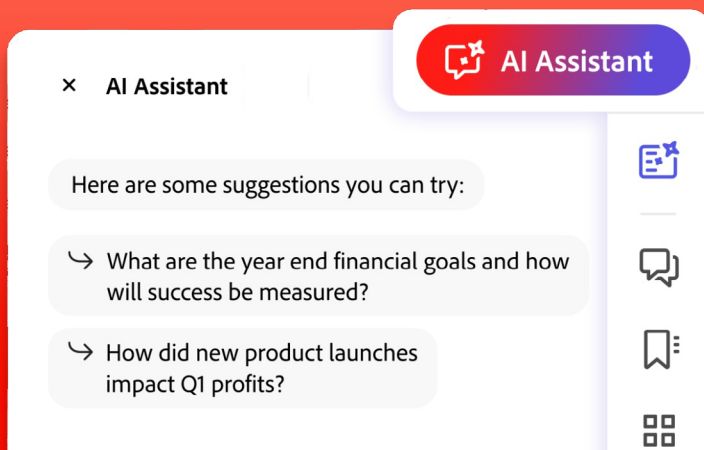 AI Assistant
× AI Assistant
Here are some suggestions you can try:
What are the year end financial goals and how
will success be measured?
How did new product launches
impact Q1 profits?